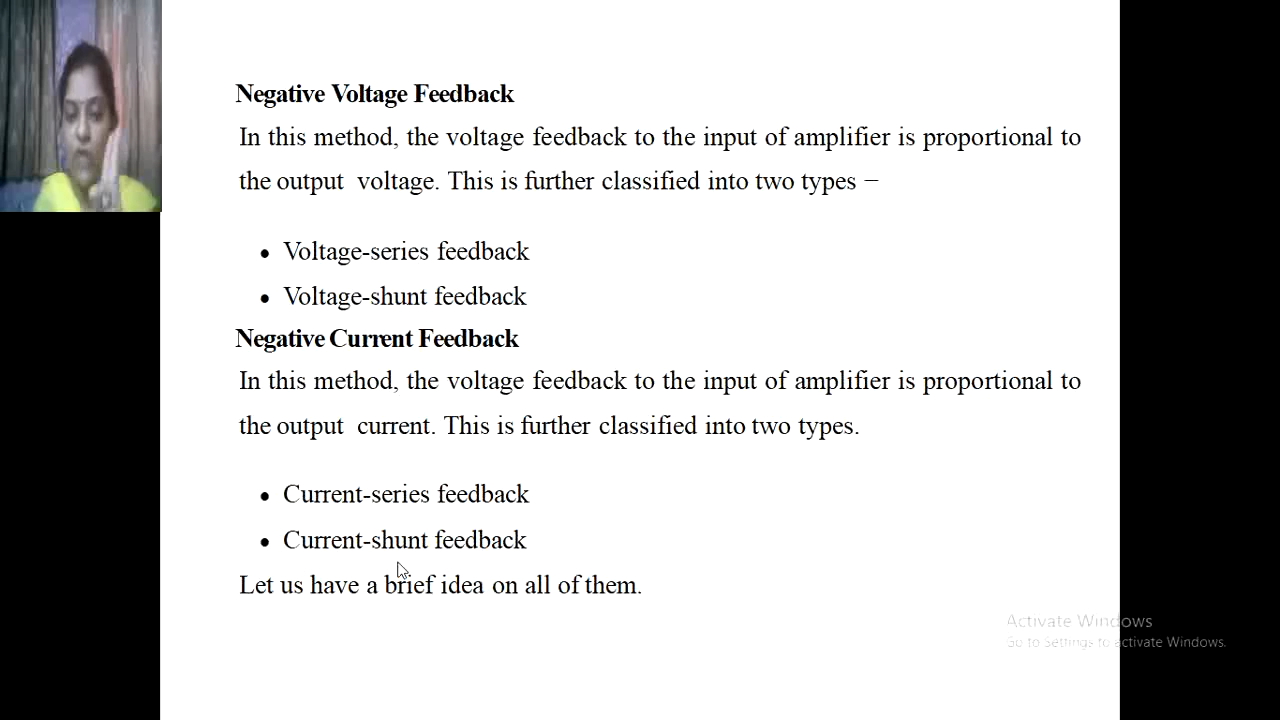 Negative Voltage Feedback
In this method, the voltage feedback to the input of amplifier is proportional to
the output voltage. This is further classified into two types −
• Voltage-series feedback
• Voltage-shunt feedback
Negative Current Feedback
In this method, the voltage feedback to the input of amplifier is proportional to
the output current. This is further classified into two types.
• Current-series feedback
• Current-shunt feedback
Let us have a brief idea on all of them.
Activate Windows
Go to Settings to activate Windows.